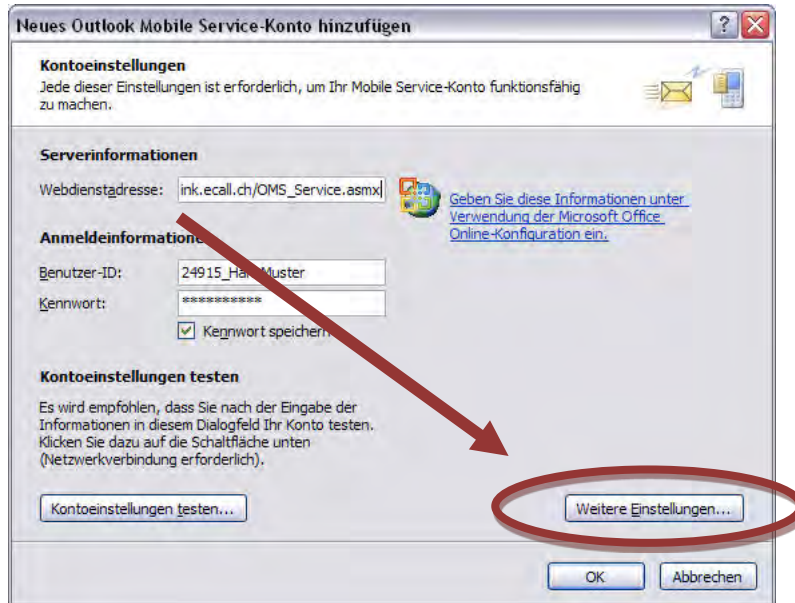 Neues Outlook Mobile Service-Konto hinzufügen
Kontoeinstellungen
Jede dieser Einstellungen ist erforderlich, um Ihr Mobile Service-Konto funktionsfähig
zu machen.
Serverinformationen
Webdienstadresse: ink.ecall.ch/OMS_Service.asmx
Geben Sie diese Informationen unter
Verwendung der Microsoft Office
Online-Konfiguration ein.
Anmeldeinformationen
Benutzer-ID: 24915_Han Muster
Kennwort: **********
Kennwort speichern
Kontoeinstellungen testen
Es wird empfohlen, dass Sie nach der Eingabe der
Informationen in diesem Dialogfeld Ihr Konto testen.
Klicken Sie dazu auf die Schaltfläche unten
(Netzwerkverbindung erforderlich).
Kontoeinstellungen testen...
Weitere Einstellungen...
OK
Abbrechen